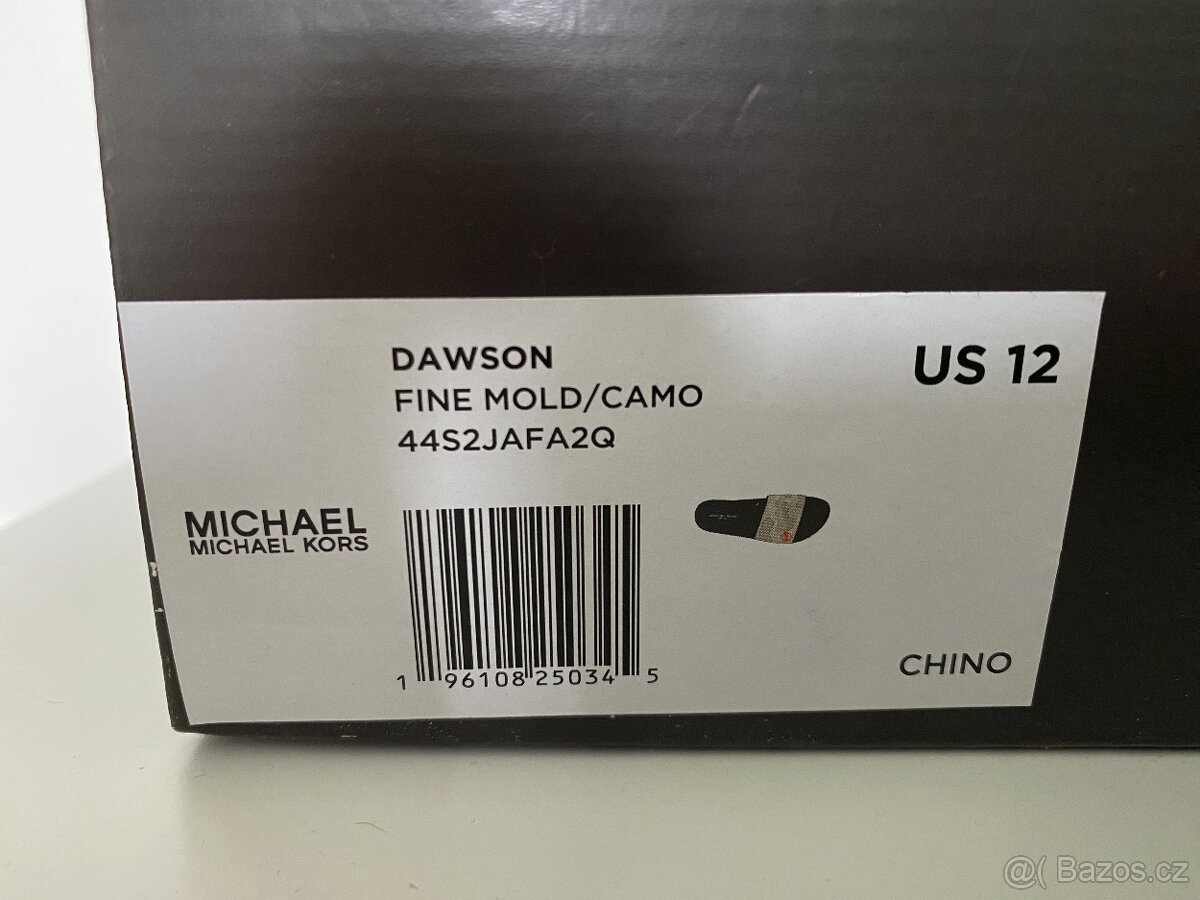 DAWSON
FINE MOLD/CAMO
44S2JAFA2Q
US 12
MICHAEL
MICHAEL KORS
1 96108 25034 5
CHINO
@( Bazos.cz